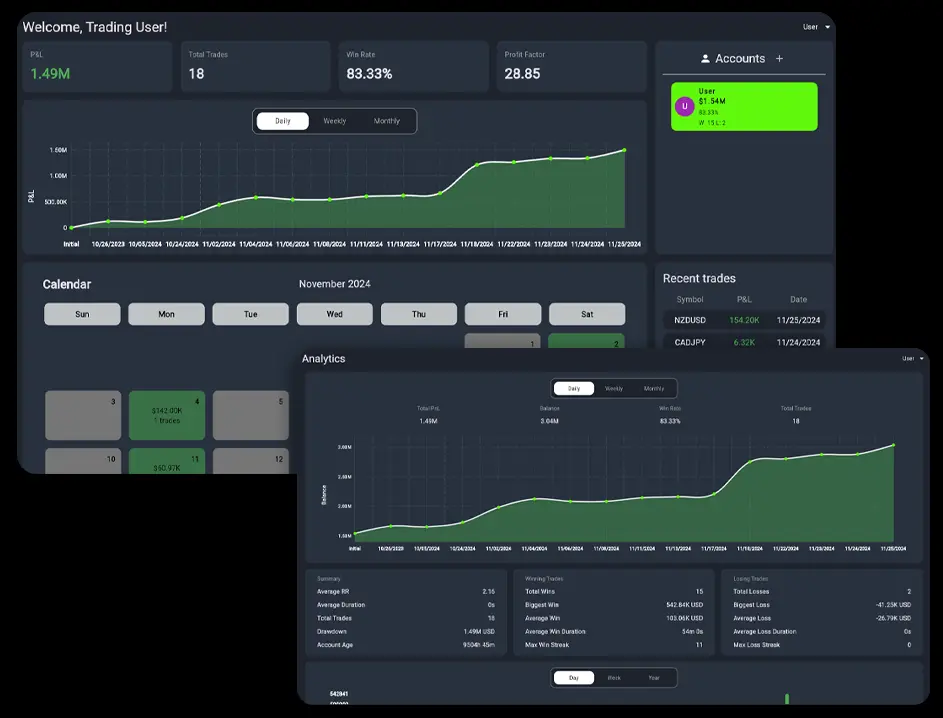 Welcome, Trading User!
User
P&L
1.49M
Total Trades
18
Win Rate
83.33%
Profit Factor
28.85
Accounts +
U
User
$1.54M
83.33%
W: 15 L: 2
Daily Weekly Monthly
1.50M
1.00M
500.00K
0
P&L
Initial 10/26/2023 10/05/2024 10/24/2024 11/02/2024 11/04/2024 11/06/2024 11/08/2024 11/11/2024 11/13/2024 11/17/2024 11/18/2024 11/22/2024 11/23/2024 11/24/2024 11/25/2024
Calendar
November 2024
Sun Mon Tue Wed Thu Fri Sat
1 2
3 4 5
$142.00K
1 trades
10 11 12
$50.97K
Recent trades
Symbol P&L Date
NZDUSD 154.20K 11/25/2024
CADJPY 6.32K 11/24/2024
Analytics
User
Daily Weekly Monthly
Total P&L Balance Win Rate Total Trades
1.49M 3.04M 83.33% 18
3.00M
2.50M
2.00M
1.50M
Balance
Initial 10/26/2023 10/05/2024 10/24/2024 11/02/2024 11/04/2024 11/06/2024 11/08/2024 11/11/2024 11/13/2024 11/17/2024 11/18/2024 11/22/2024 11/23/2024 11/24/2024 11/25/2024
Summary
Average RR 2.16
Average Duration 0s
Total Trades 18
Drawdown 1.49M USD
Account Age 9504h 45m
Winning Trades
Total Wins 15
Biggest Win 542.84K USD
Average Win 103.06K USD
Average Win Duration 54m 0s
Max Win Streak 11
Losing Trades
Total Losses 2
Biggest Loss -41.25K USD
Average Loss -26.79K USD
Average Loss Duration 0s
Max Loss Streak 0
Day Week Year
542841